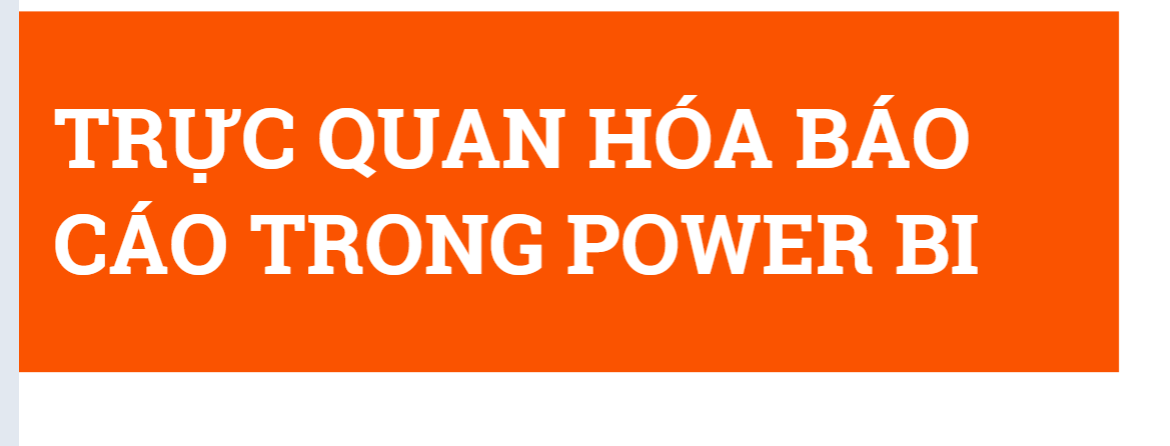 TRỰC QUAN HÓA BÁO
CÁO TRONG POWER BI